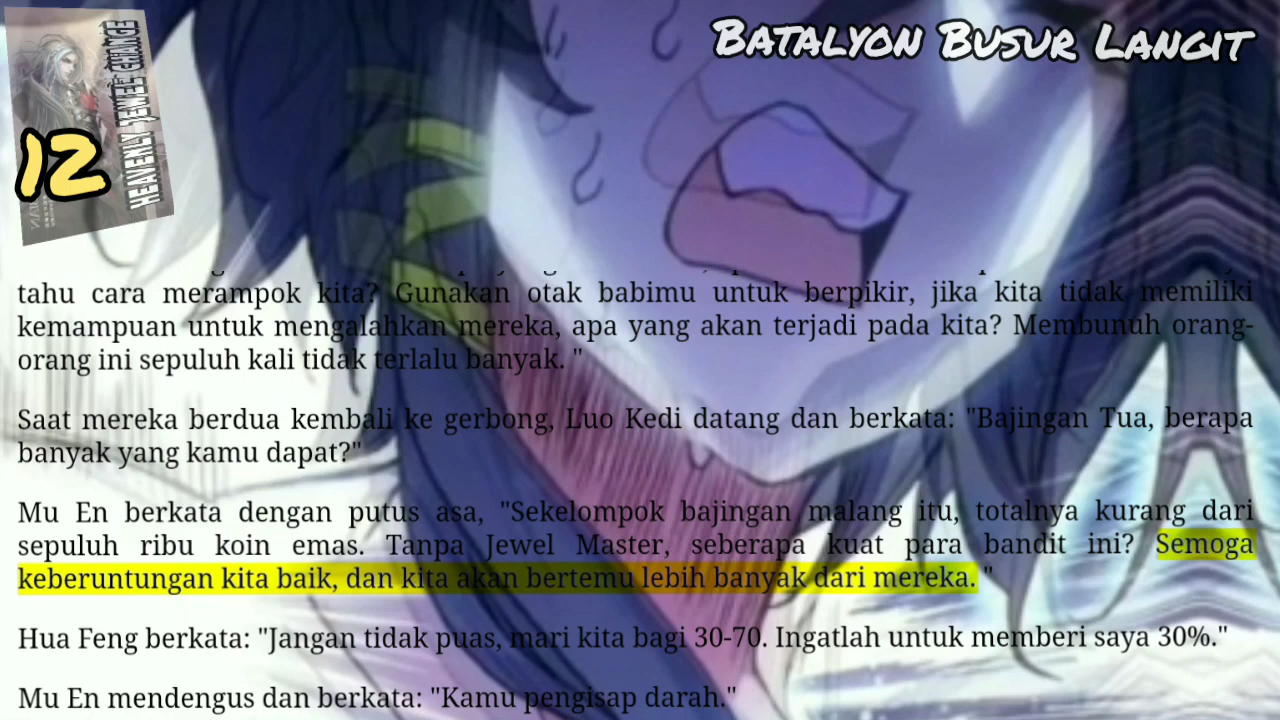 BATALYON BUSUR LANGIT
HEAVENLY JEWEL CHANGE
12
tahu cara merampok kita? Gunakan otak babimu untuk berpikir, jika kita tidak memiliki
kemampuan untuk mengalahkan mereka, apa yang akan terjadi pada kita? Membunuh orang-
orang ini sepuluh kali tidak terlalu banyak. "
Saat mereka berdua kembali ke gerbong, Luo Kedi datang dan berkata: "Bajingan Tua, berapa
banyak yang kamu dapat?"
Mu En berkata dengan putus asa, "Sekelompok bajingan malang itu, totalnya kurang dari
sepuluh ribu koin emas. Tanpa Jewel Master, seberapa kuat para bandit ini? Semoga
keberuntungan kita baik, dan kita akan bertemu lebih banyak dari mereka. "
Hua Feng berkata: "Jangan tidak puas, mari kita bagi 30-70. Ingatlah untuk memberi saya 30%."
Mu En mendengus dan berkata: "Kamu pengisap darah."